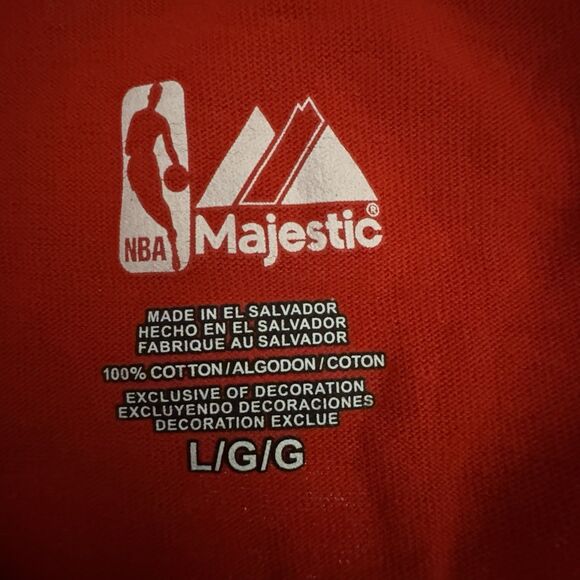 NBA
Majestic®
MADE IN EL SALVADOR
HECHO EN EL SALVADOR
FABRIQUE AU SALVADOR
100% COTTON/ALGODON/COTON
EXCLUSIVE OF DECORATION
EXCLUYENDO DECORACIONES
DECORATION EXCLUE
L/G/G